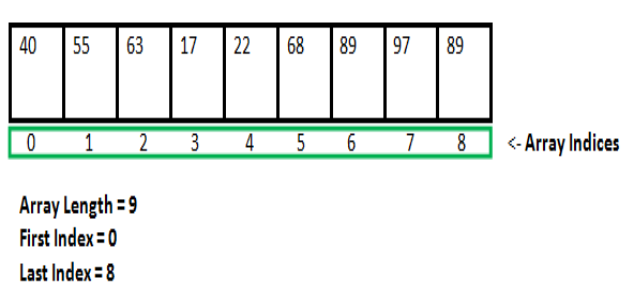 40 55 63 17 22 68 89 97 89
0 1 2 3 4 5 6 7 8 <- Array Indices
Array Length = 9
First Index = 0
Last Index = 8